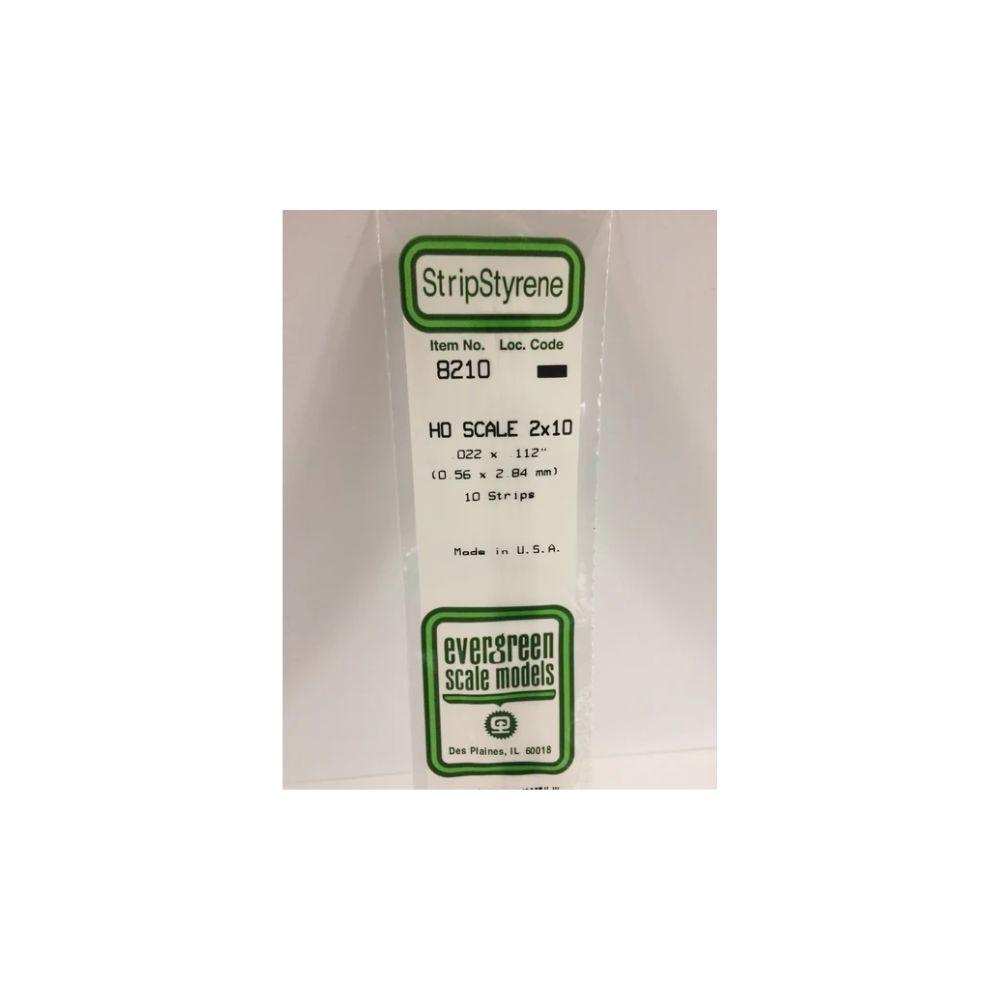 StripStyrene
Item No. Loc. Code
8210
HO SCALE 2x10
.022 x .112"
(0.56 x 2.84 mm)
10 Strips
Made in U.S.A.
evergreen
scale models
Des Plaines, IL 60018